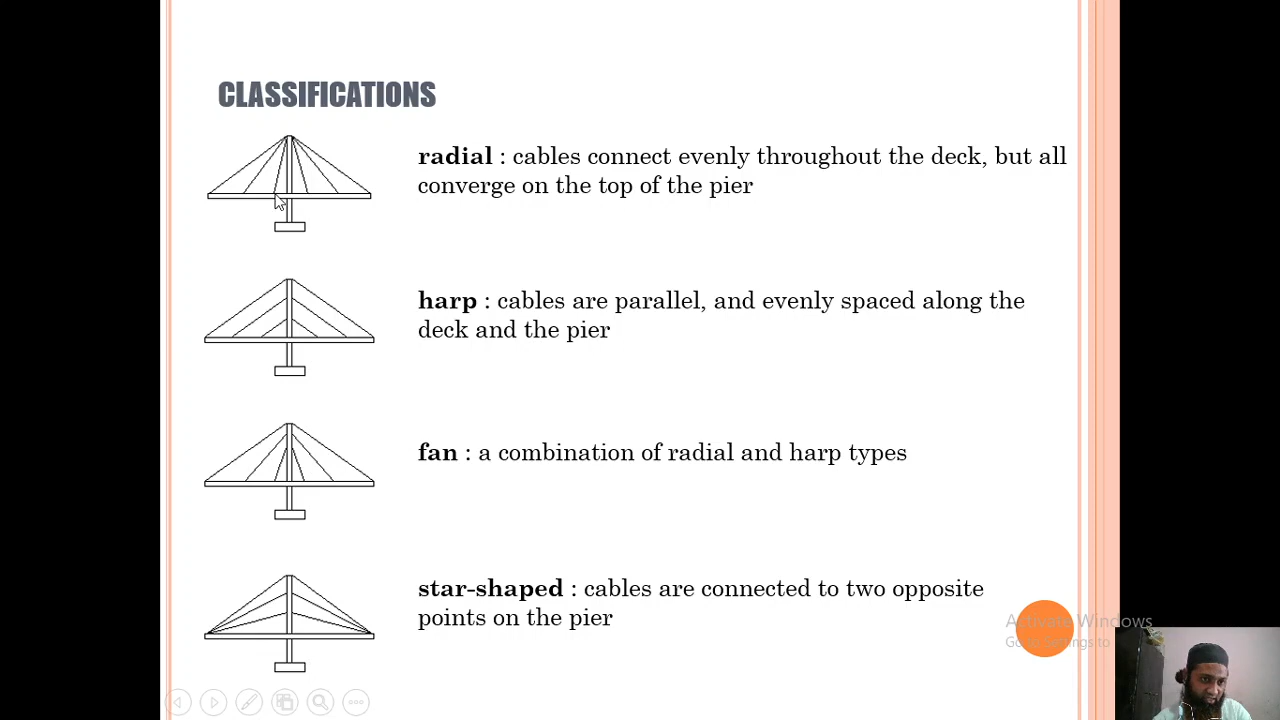 CLASSIFICATIONS
radial : cables connect evenly throughout the deck, but all
converge on the top of the pier
harp : cables are parallel, and evenly spaced along the
deck and the pier
fan : a combination of radial and harp types
star-shaped : cables are connected to two opposite
points on the pier
Activate Windows
Go to Settings to